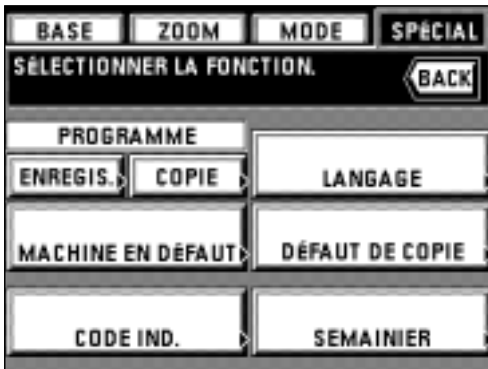 BASE ZOOM MODE SPÉCIAL
SÉLECTIONNER LA FONCTION.
BACK
PROGRAMME
ENREGIS. COPIE LANGAGE
MACHINE EN DÉFAUT DÉFAUT DE COPIE
CODE IND. SEMAINIER